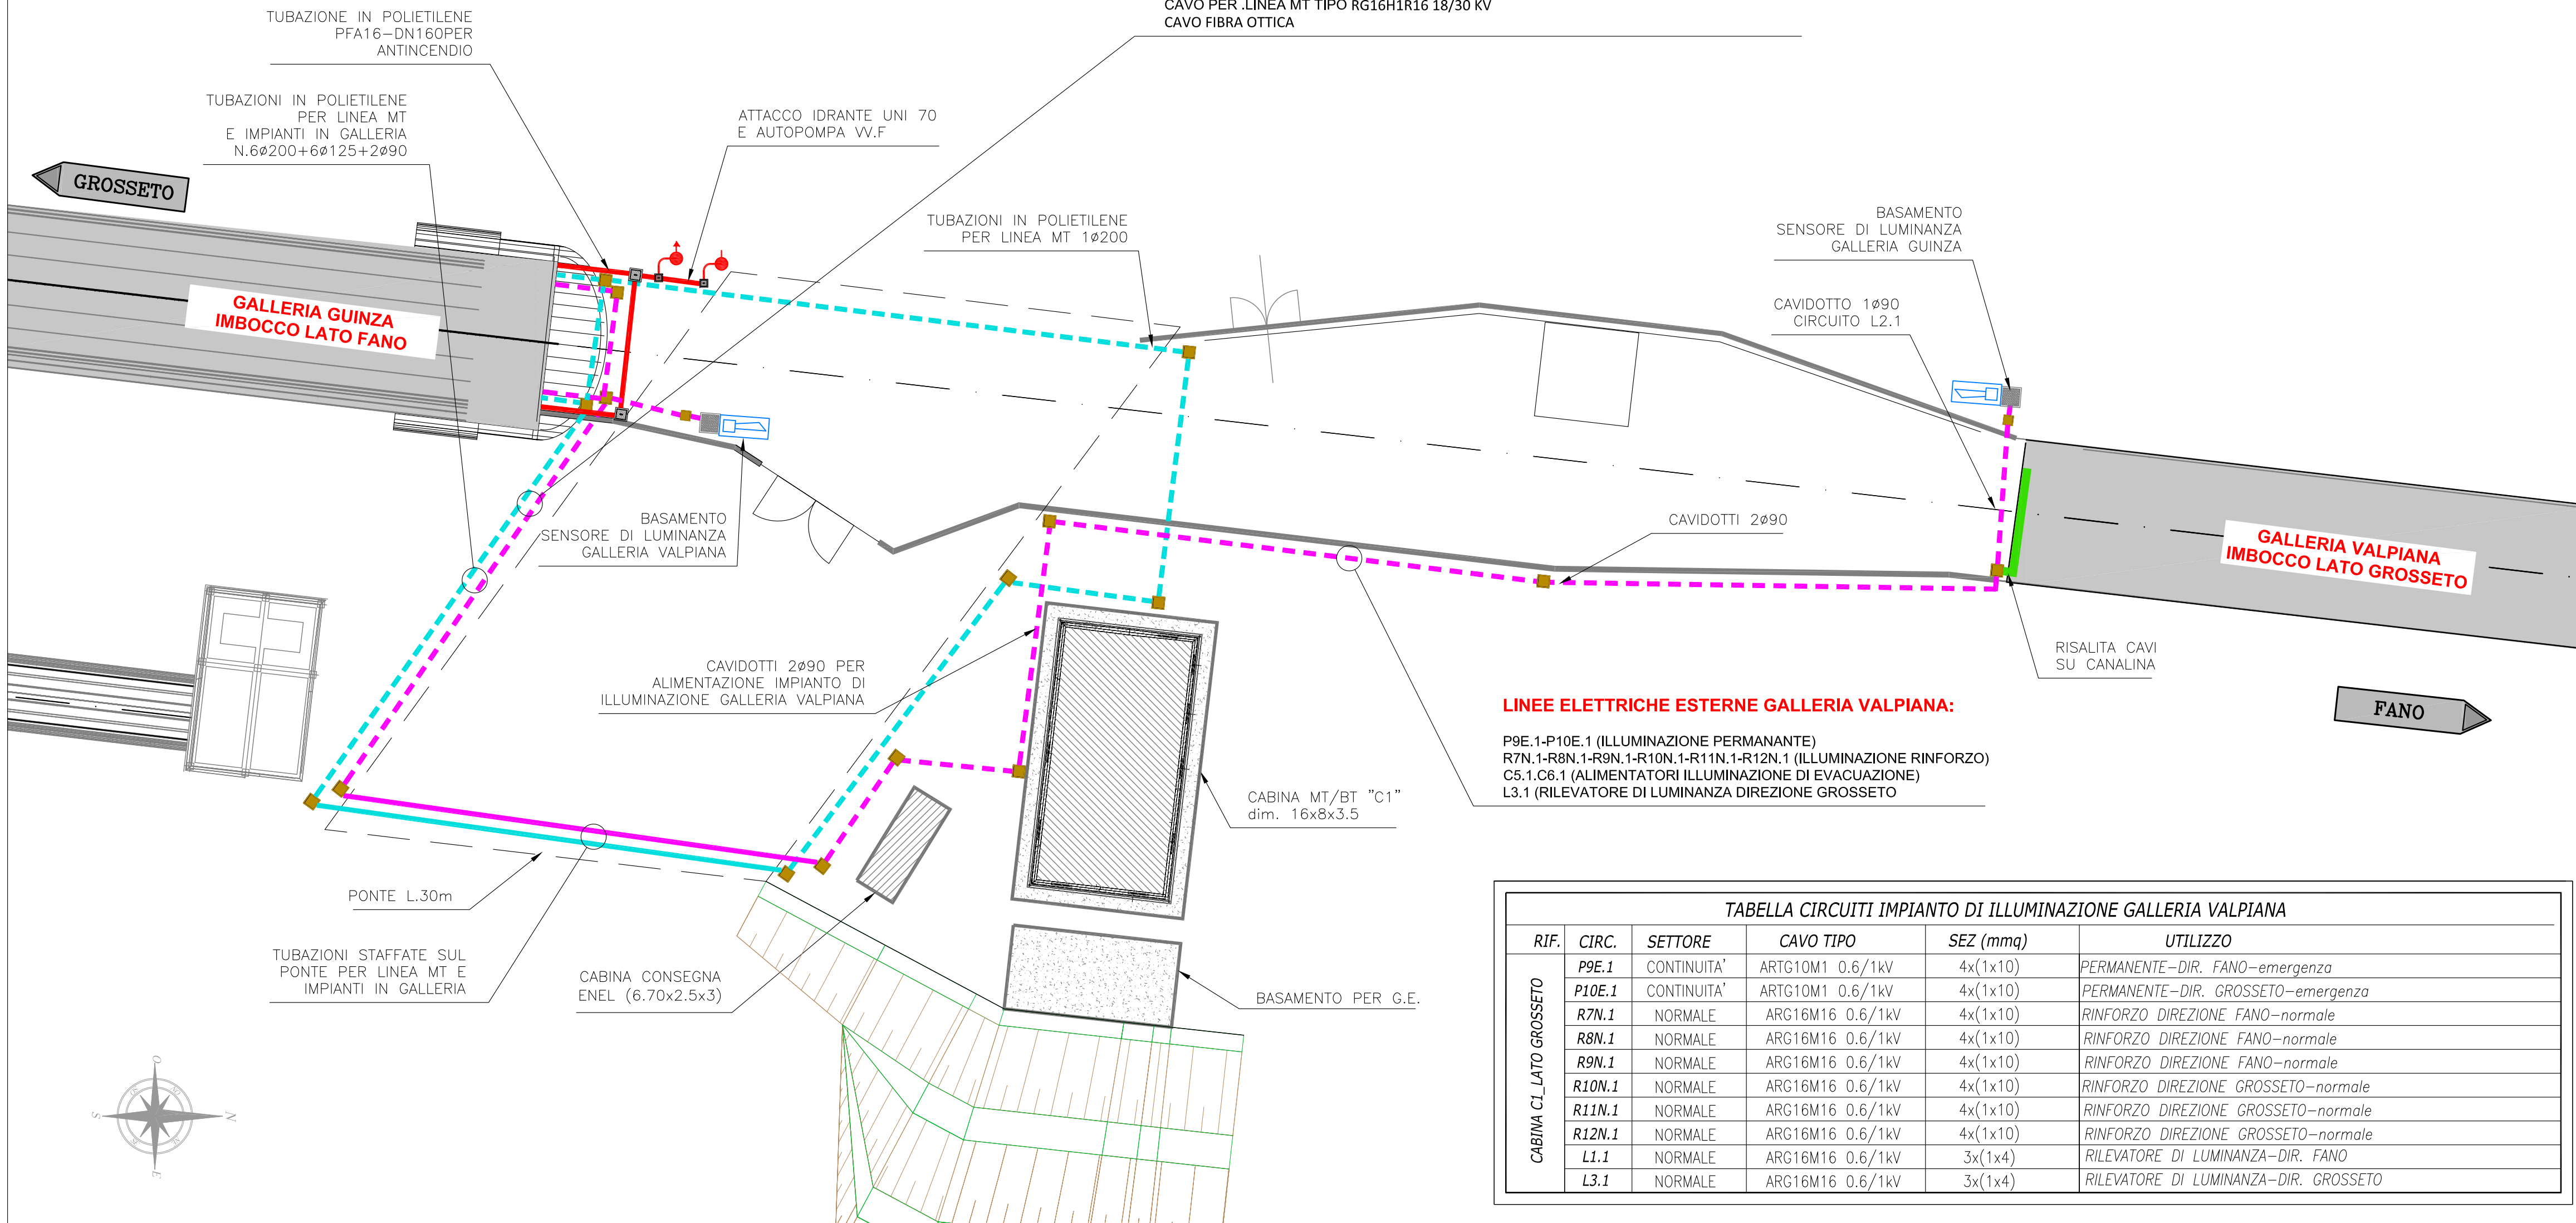 CAVO PER .LINEA MT TIPO RG16H1R16 18/30 KV
CAVO FIBRA OTTICA
TUBAZIONE IN POLIETILENE
PFA16-DN160PER
ANTINCENDIO
TUBAZIONI IN POLIETILENE
PER LINEA MT
E IMPIANTI IN GALLERIA
N.6ø200+6ø125+2ø90
ATTACCO IDRANTE UNI 70
E AUTOPOMPA VV.F
GROSSETO
TUBAZIONI IN POLIETILENE
PER LINEA MT 1ø200
BASAMENTO
SENSORE DI LUMINANZA
GALLERIA GUINZA
CAVIDOTTO 1ø90
CIRCUITO L2.1
GALLERIA GUINZA
IMBOCCO LATO FANO
BASAMENTO
SENSORE DI LUMINANZA
GALLERIA VALPIANA
CAVIDOTTI 2ø90
GALLERIA VALPIANA
IMBOCCO LATO GROSSETO
RISALITA CAVI
SU CANALINA
CAVIDOTTI 2ø90 PER
ALIMENTAZIONE IMPIANTO DI
ILLUMINAZIONE GALLERIA VALPIANA
FANO
LINEE ELETTRICHE ESTERNE GALLERIA VALPIANA:
P9E.1-P10E.1 (ILLUMINAZIONE PERMANANTE)
R7N.1-R8N.1-R9N.1-R10N.1-R11N.1-R12N.1 (ILLUMINAZIONE RINFORZO)
C5.1.C6.1 (ALIMENTATORI ILLUMINAZIONE DI EVACUAZIONE)
L3.1 (RILEVATORE DI LUMINANZA DIREZIONE GROSSETO
CABINA MT/BT "C1"
dim. 16x8x3.5
PONTE L.30m
TUBAZIONI STAFFATE SUL
PONTE PER LINEA MT E
IMPIANTI IN GALLERIA
CABINA CONSEGNA
ENEL (6.70x2.5x3)
BASAMENTO PER G.E.
TABELLA CIRCUITI IMPIANTO DI ILLUMINAZIONE GALLERIA VALPIANA
RIF. CIRC. SETTORE CAVO TIPO SEZ (mmq) UTILIZZO
CABINA C1_LATO GROSSETO
P9E.1 CONTINUITA' ARTG10M1 0.6/1kV 4x(1x10) PERMANENTE-DIR. FANO-emergenza
P10E.1 CONTINUITA' ARTG10M1 0.6/1kV 4x(1x10) PERMANENTE-DIR. GROSSETO-emergenza
R7N.1 NORMALE ARG16M16 0.6/1kV 4x(1x10) RINFORZO DIREZIONE FANO-normale
R8N.1 NORMALE ARG16M16 0.6/1kV 4x(1x10) RINFORZO DIREZIONE FANO-normale
R9N.1 NORMALE ARG16M16 0.6/1kV 4x(1x10) RINFORZO DIREZIONE FANO-normale
R10N.1 NORMALE ARG16M16 0.6/1kV 4x(1x10) RINFORZO DIREZIONE GROSSETO-normale
R11N.1 NORMALE ARG16M16 0.6/1kV 4x(1x10) RINFORZO DIREZIONE GROSSETO-normale
R12N.1 NORMALE ARG16M16 0.6/1kV 4x(1x10) RINFORZO DIREZIONE GROSSETO-normale
L1.1 NORMALE ARG16M16 0.6/1kV 3x(1x4) RILEVATORE DI LUMINANZA-DIR. FANO
L3.1 NORMALE ARG16M16 0.6/1kV 3x(1x4) RILEVATORE DI LUMINANZA-DIR. GROSSETO
O
S
N
E